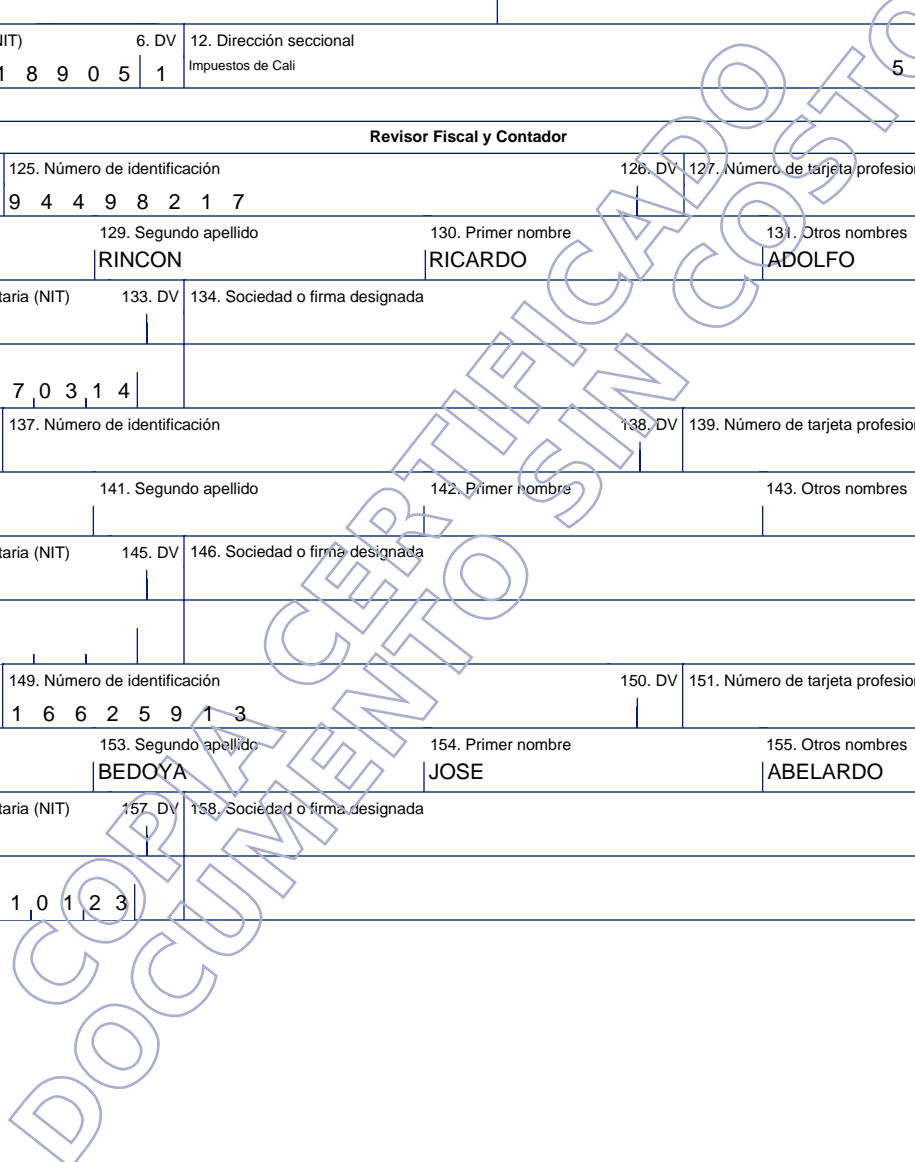 NIT) 6. DV 12. Dirección seccional
1 8 9 0 5 1 Impuestos de Cali 5
Revisor Fiscal y Contador
125. Número de identificación 126. DV 127. Número de tarjeta profesion
9 4 4 9 8 2 1 7
129. Segundo apellido 130. Primer nombre 131. Otros nombres
RINCON RICARDO ADOLFO
taria (NIT) 133. DV 134. Sociedad o firma designada
7 0 3 1 4
137. Número de identificación 138. DV 139. Número de tarjeta profesion
141. Segundo apellido 142. Primer nombre 143. Otros nombres
taria (NIT) 145. DV 146. Sociedad o firma designada
149. Número de identificación 150. DV 151. Número de tarjeta profesion
1 6 6 2 5 9 1 3
153. Segundo apellido 154. Primer nombre 155. Otros nombres
BEDOYA JOSE ABELARDO
taria (NIT) 157. DV 158. Sociedad o firma designada
1 0 1 2 3
COPIA CERTIFICADO
DOCUMENTO SIN COSTO